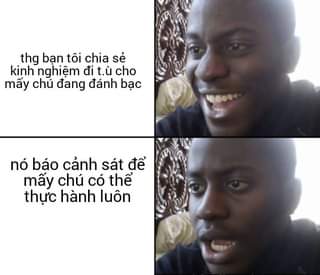 thg bạn tôi chia sẻ
kinh nghiệm đi t.ù cho
mấy chú đang đánh bạc
nó báo cảnh sát để
mấy chú có thể
thực hành luôn